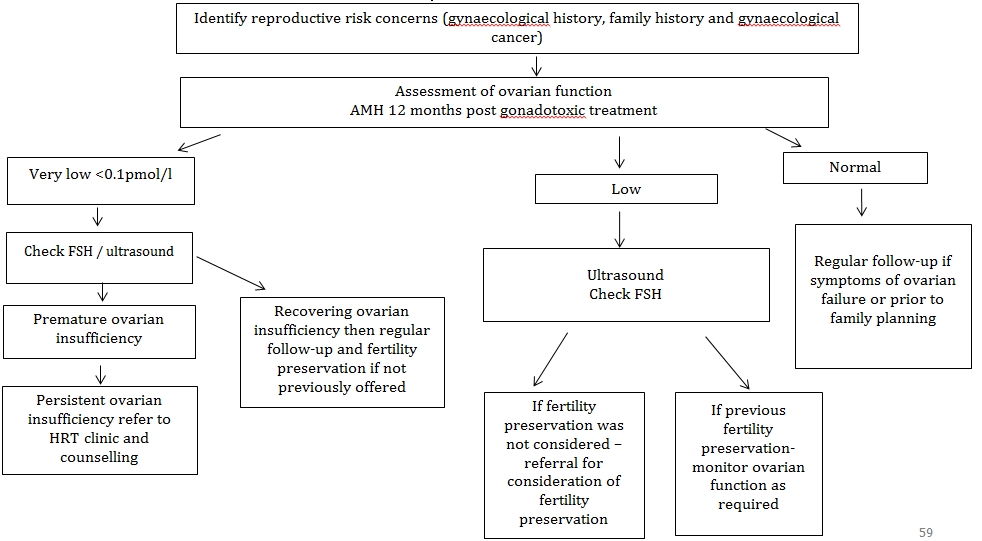 Identify reproductive risk concerns (gynaecological history, family history and gynaecological
cancer)
Assessment of ovarian function
AMH 12 months post gonadotoxic treatment
Very low <0.1pmol/l
Low
Normal
Check FSH / ultrasound
Ultrasound
Check FSH
Regular follow-up if
symptoms of ovarian
failure or prior to
family planning
Premature ovarian
insufficiency
Recovering ovarian
insufficiency then regular
follow-up and fertility
preservation if not
previously offered
Persistent ovarian
insufficiency refer to
HRT clinic and
counselling
If fertility
preservation was
not considered –
referral for
consideration of
fertility
preservation
If previous
fertility
preservation-
monitor ovarian
function as
required
59